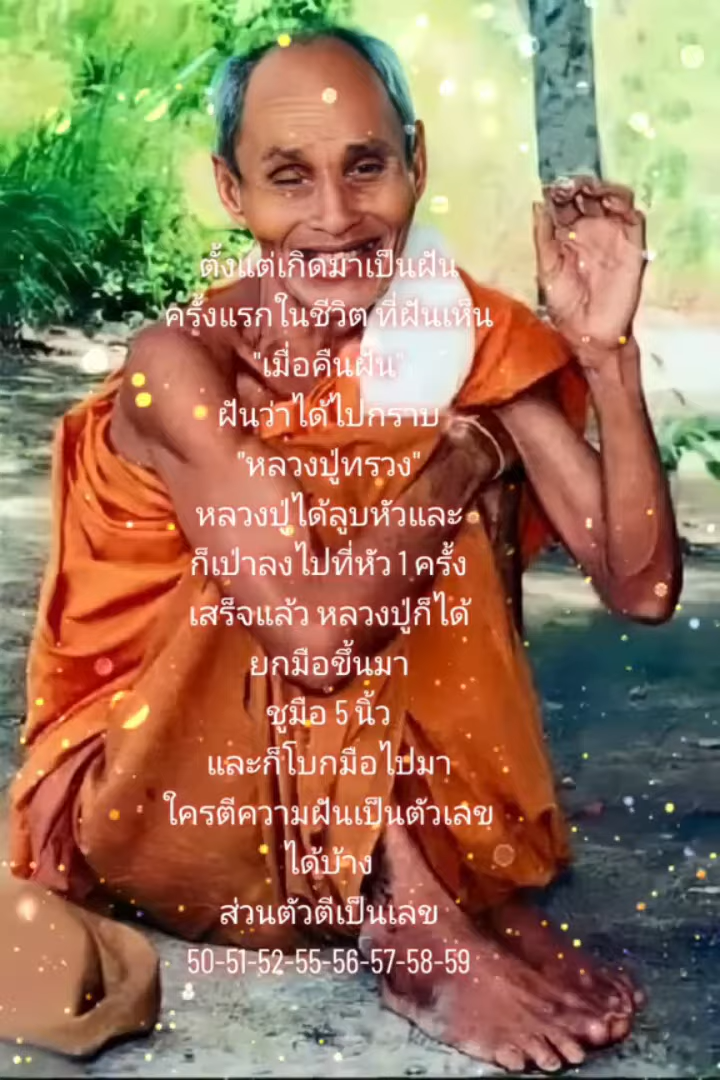 ตั้งแต่เกิดมาเป็นฝัน
ครั้งแรกในชีวิต ที่ฝันเห็น
"เมื่อคืนฝัน"
ฝันว่าได้ไปกราบ
"หลวงปู่ทรวง"
หลวงปู่ได้ลูบหัวและ
ก็เป่าลงไปที่หัว 1 ครั้ง
เสร็จแล้ว หลวงปู่ก็ได้
ยกมือขึ้นมา
ชูมือ 5 นิ้ว
และก็โบกมือไปมา
ใครตีความฝันเป็นตัวเลข
ได้บ้าง
ส่วนตัวตีเป็นเลข
50-51-52-55-56-57-58-59